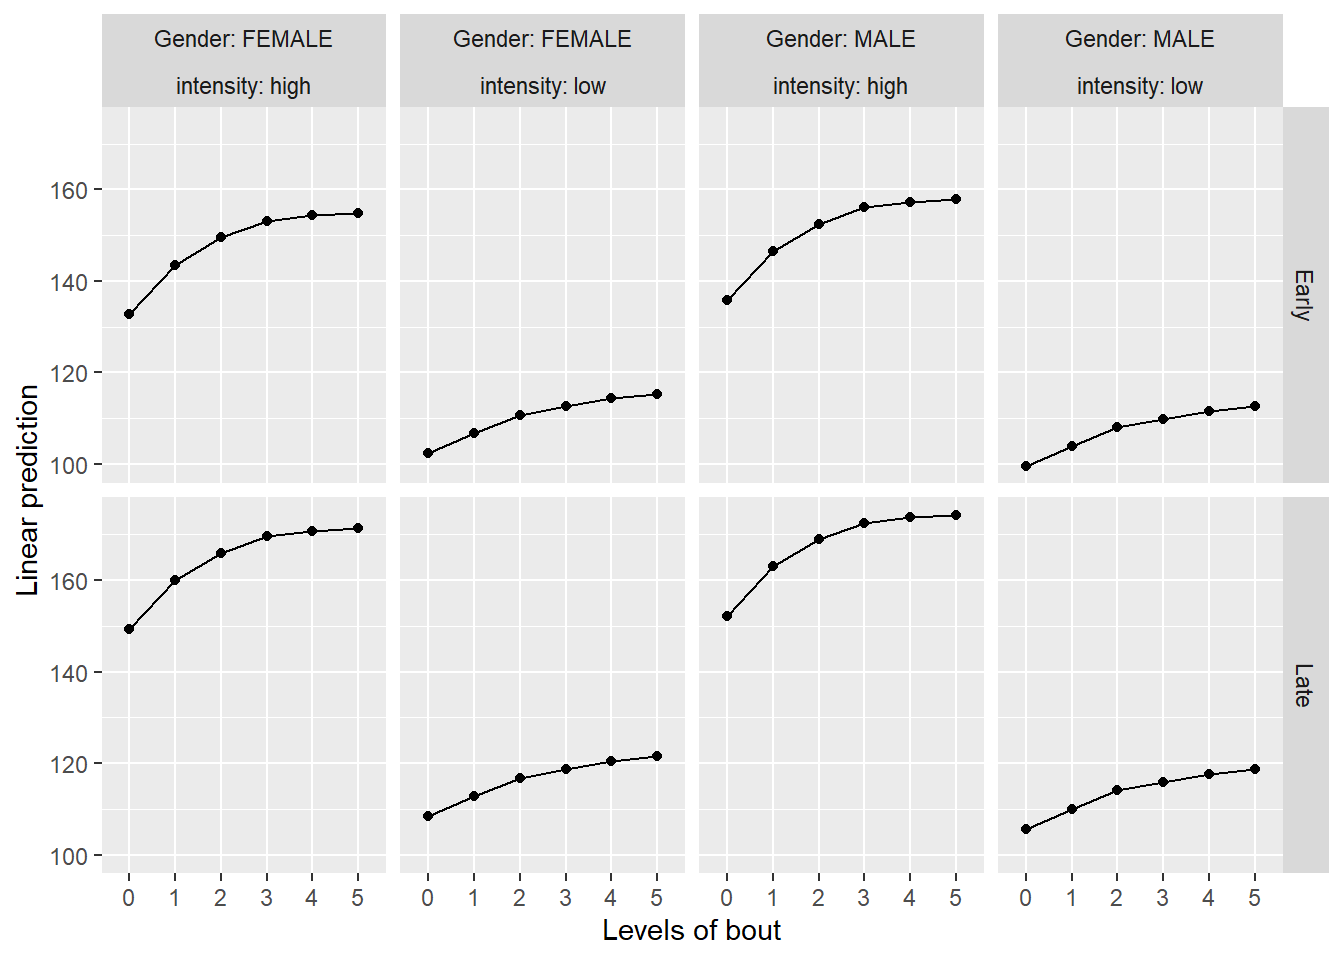 Gender: FEMALE Gender: FEMALE Gender: MALE Gender: MALE
intensity: high intensity: low intensity: high intensity: low
160
140
120
100
Early
160
140
120
100
Late
Linear prediction
0 1 2 3 4 5 0 1 2 3 4 5 0 1 2 3 4 5 0 1 2 3 4 5
Levels of bout